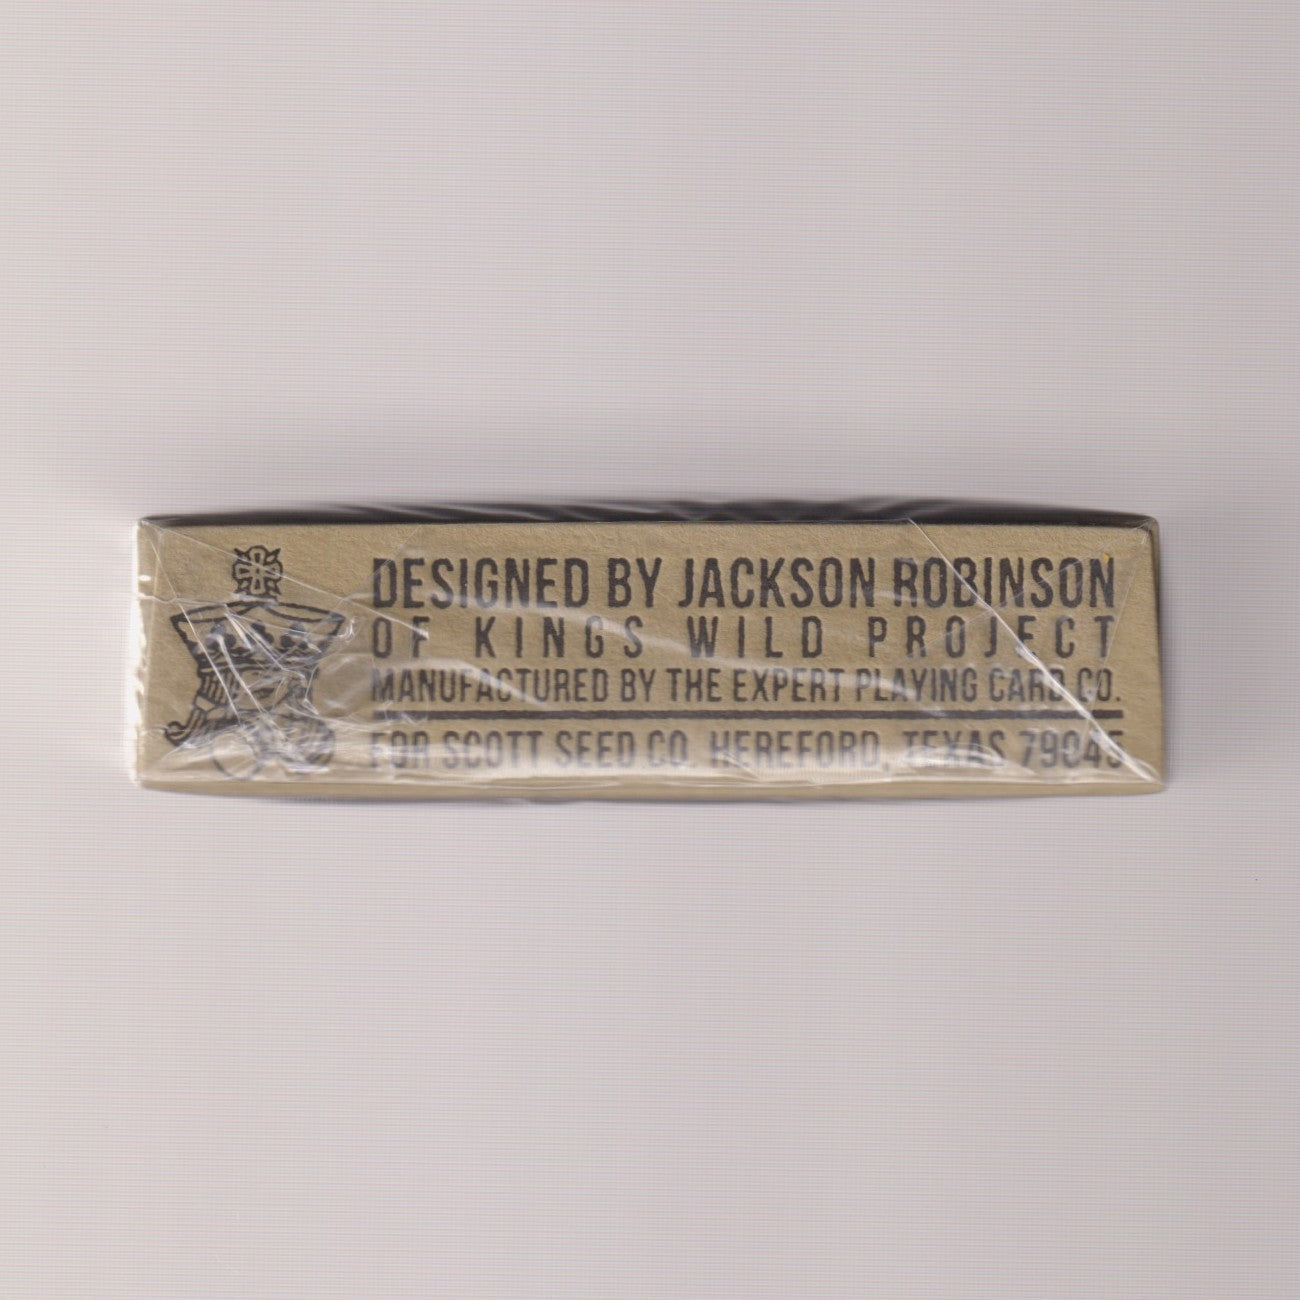 DESIGNED BY JACKSON ROBINSON
OF KINGS WILD PROJECT
MANUFACTURED BY THE EXPERT PLAYING CARD CO.
FOR SCOTT SEED CO. HEREFORD, TEXAS 79045